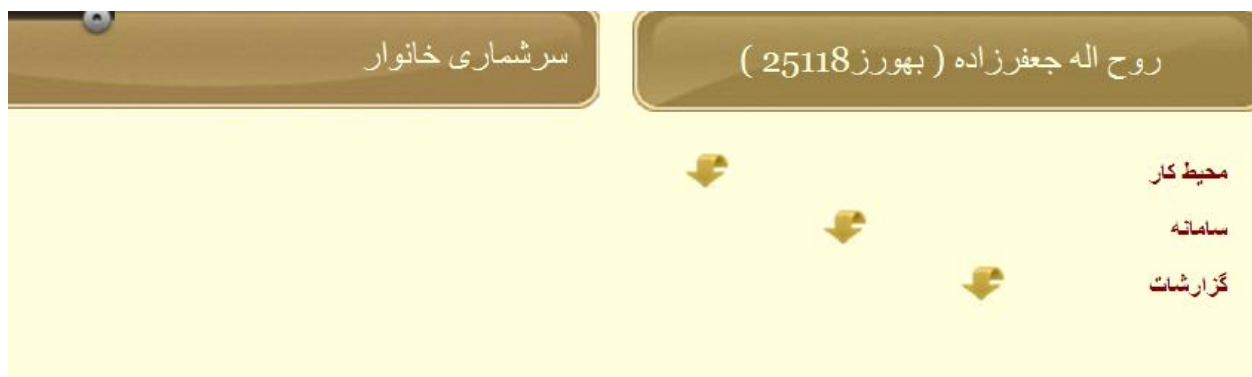 روح اله جعفرزاده ( بهورز25118 )
سرشماری خانوار
محیط کار
سامانه
گزارشات